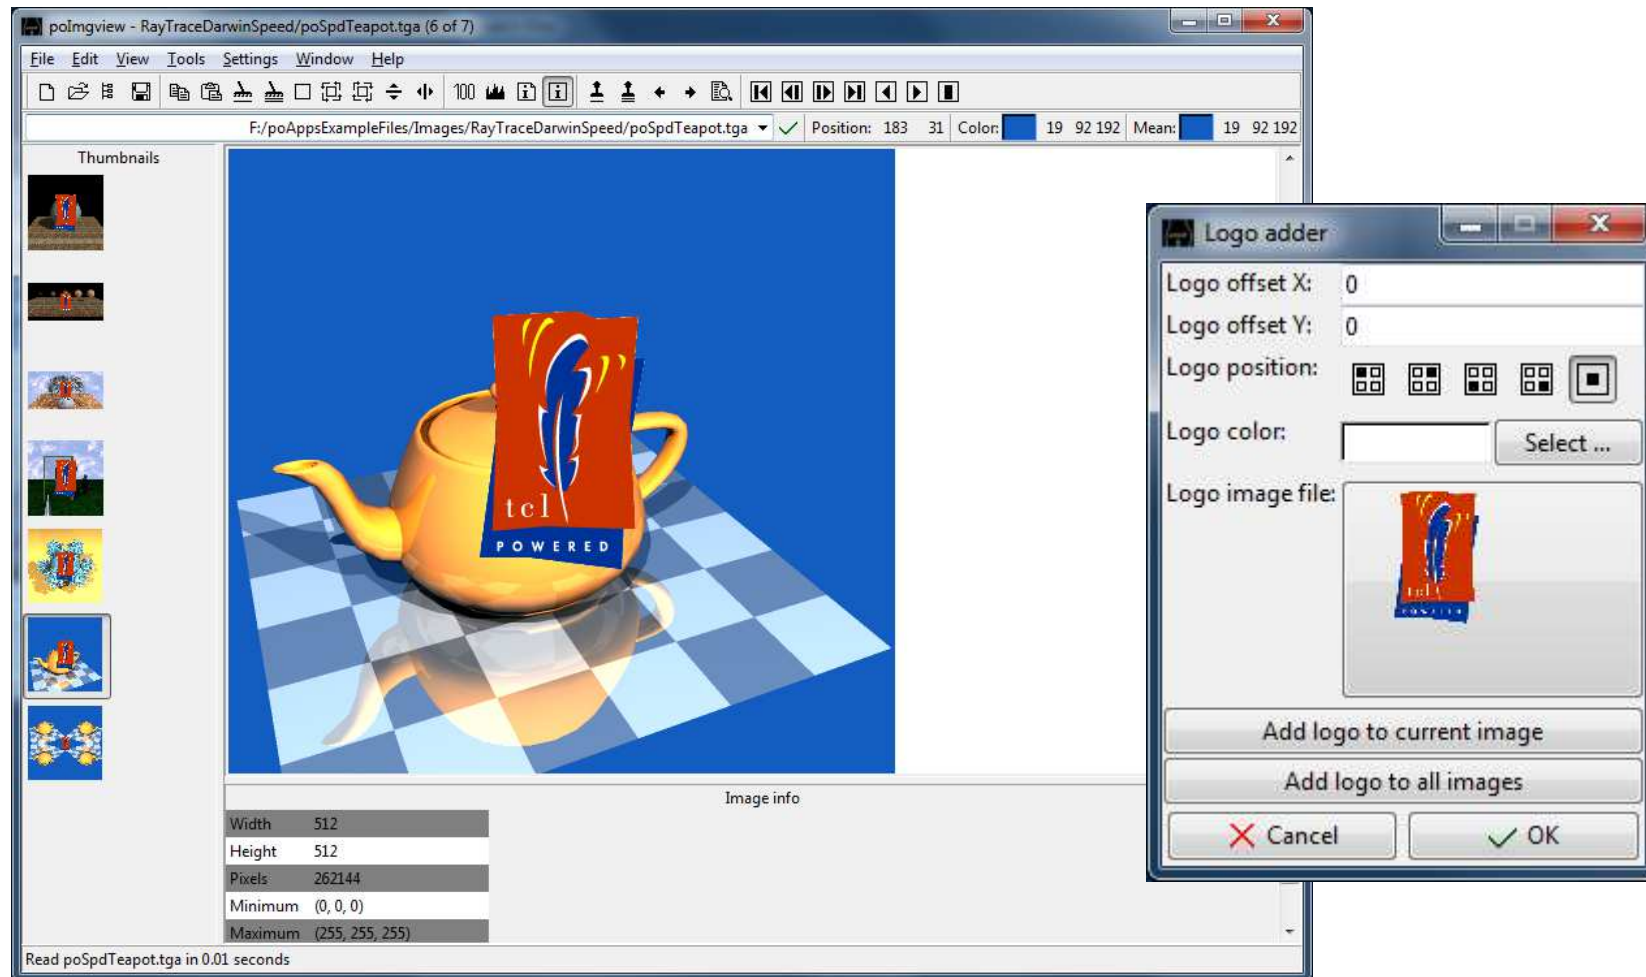 poImgview - RayTraceDarwinSpeed/poSpdTeapot.tga (6 of 7)
File Edit View Tools Settings Window Help
100
F:/poAppsExampleFiles/Images/RayTraceDarwinSpeed/poSpdTeapot.tga Position: 183 31 Color: 19 92 192 Mean: 19 92 192
Thumbnails
tcl
POWERED
Image info
Width 512
Height 512
Pixels 262144
Minimum (0, 0, 0)
Maximum (255, 255, 255)
Read poSpdTeapot.tga in 0.01 seconds
Logo adder
Logo offset X: 0
Logo offset Y: 0
Logo position:
Logo color: Select ...
Logo image file:
tcl
POWERED
Add logo to current image
Add logo to all images
Cancel OK